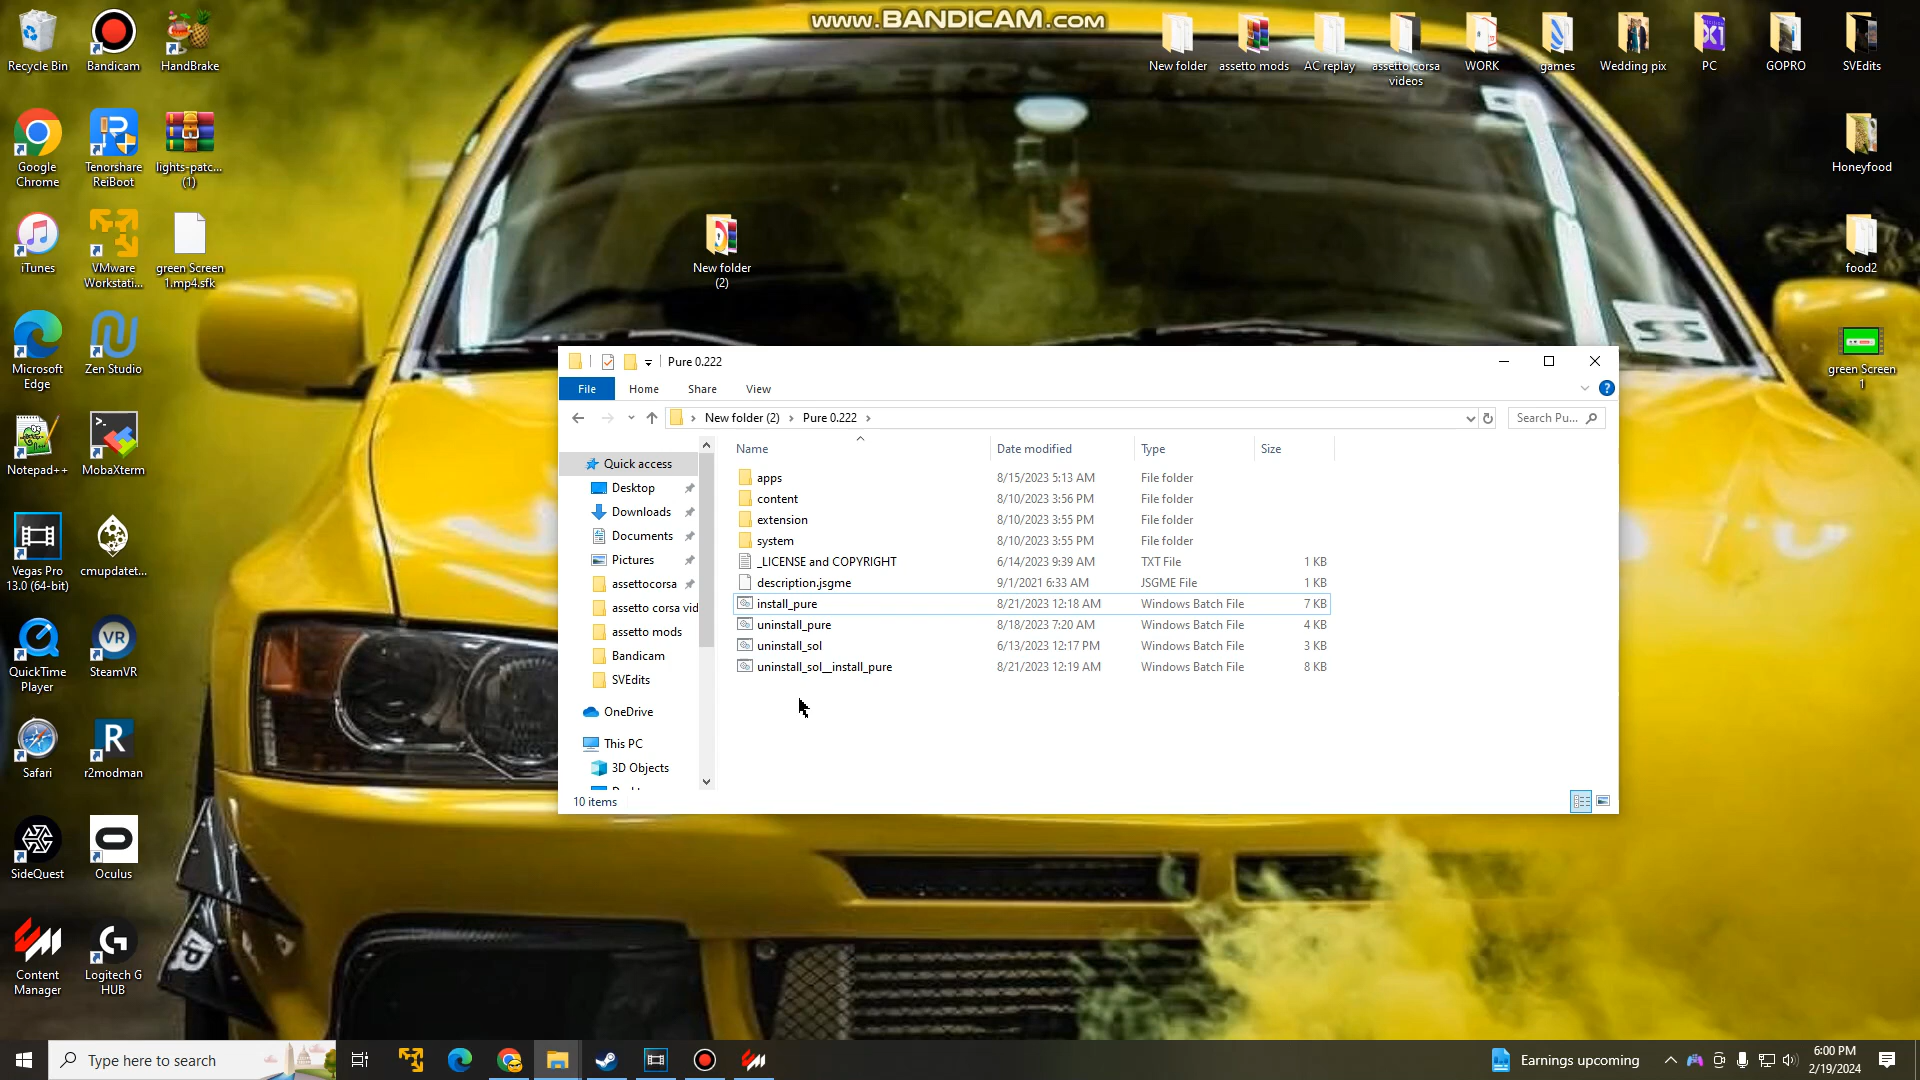 www.BANDICAM.com
Recycle Bin
Bandicam
HandBrake
New folder
assetto mods
AC replay
assetto corsa
videos
WORK
games
Wedding pix
PC
GOPRO
SVEdits
Google
Chrome
Tenorshare
ReiBoot
lights-patc...
(1)
Honeyfood
iTunes
VMware
Workstati...
green Screen
1.mp4.sfk
New folder
(2)
food2
Microsoft
Edge
Zen Studio
green Screen
1
Notepad++
MobaXterm
Vegas Pro
13.0 (64-bit)
cmupdatet...
QuickTime
Player
SteamVR
Safari
r2modman
SideQuest
Oculus
Content
Manager
Logitech G
HUB
Pure 0.222
File
Home
Share
View
New folder (2)
Pure 0.222
Search Pu...
Name
Date modified
Type
Size
Quick access
Desktop
Downloads
Documents
Pictures
assettocorsa
assetto corsa vid
assetto mods
Bandicam
SVEdits
OneDrive
This PC
3D Objects
apps 8/15/2023 5:13 AM File folder
content 8/10/2023 3:56 PM File folder
extension 8/10/2023 3:55 PM File folder
system 8/10/2023 3:55 PM File folder
_LICENSE and COPYRIGHT 6/14/2023 9:39 AM TXT File 1 KB
description.jsgme 9/1/2021 6:33 AM JSGME File 1 KB
install_pure 8/21/2023 12:18 AM Windows Batch File 7 KB
uninstall_pure 8/18/2023 7:20 AM Windows Batch File 4 KB
uninstall_sol 6/13/2023 12:17 PM Windows Batch File 3 KB
uninstall_sol__install_pure 8/21/2023 12:19 AM Windows Batch File 8 KB
10 items
Type here to search
Earnings upcoming
6:00 PM
2/19/2024